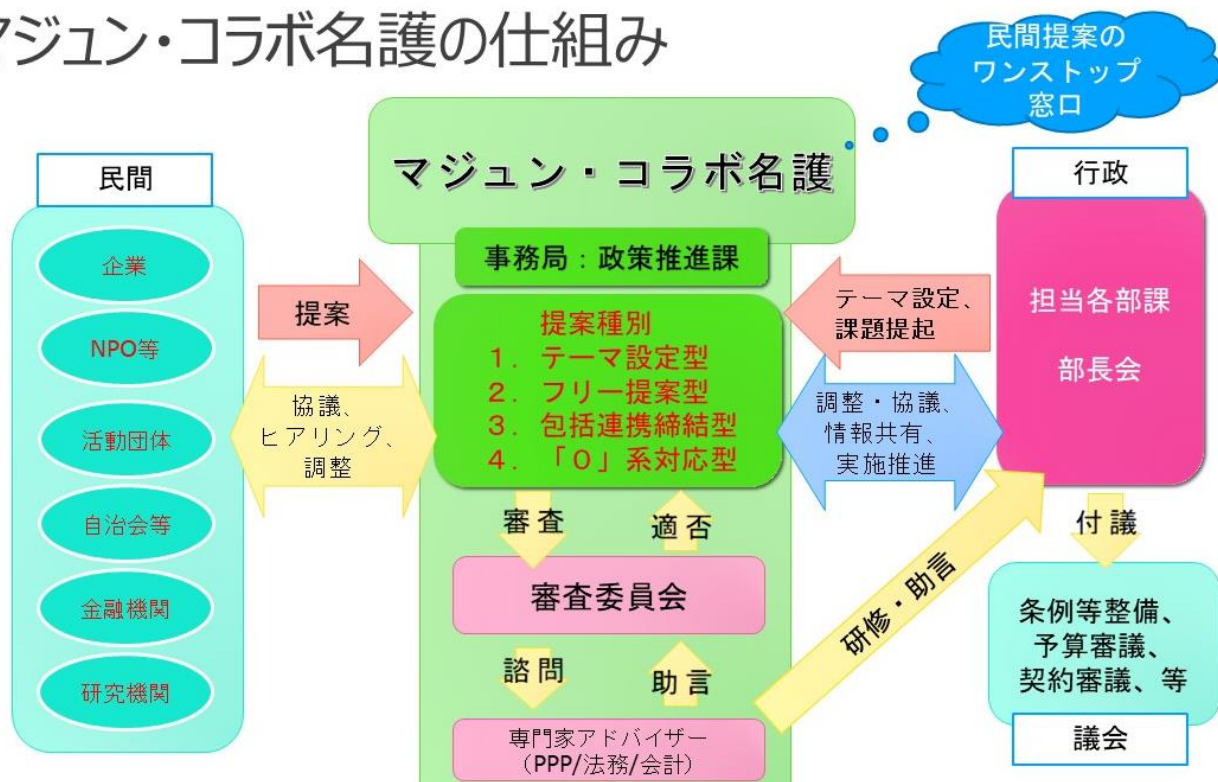 マジュン・コラボ名護の仕組み
民間提案の
ワンストップ
窓口
民間
企業
NPO等
活動団体
自治会等
金融機関
研究機関
提案
協議、
ヒアリング、
調整
マジュン・コラボ名護
事務局：政策推進課
提案種別
１．テーマ設定型
２．フリー提案型
３．包括連携締結型
４．「０」系対応型
審査
適否
審査委員会
諮問
助言
専門家アドバイザー
（PPP/法務/会計）
テーマ設定、
課題提起
調整・協議、
情報共有、
実施推進
研修・助言
行政
担当各部課
部長会
付議
条例等整備、
予算審議、
契約審議、等
議会